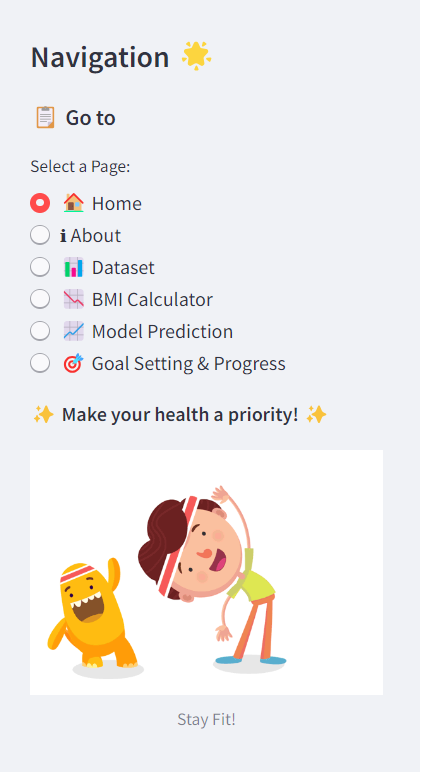 Navigation 🌟
📋 Go to
Select a Page:
🏠 Home
ℹ About
📊 Dataset
📉 BMI Calculator
📈 Model Prediction
🎯 Goal Setting & Progress
✨ Make your health a priority! ✨
Stay Fit!